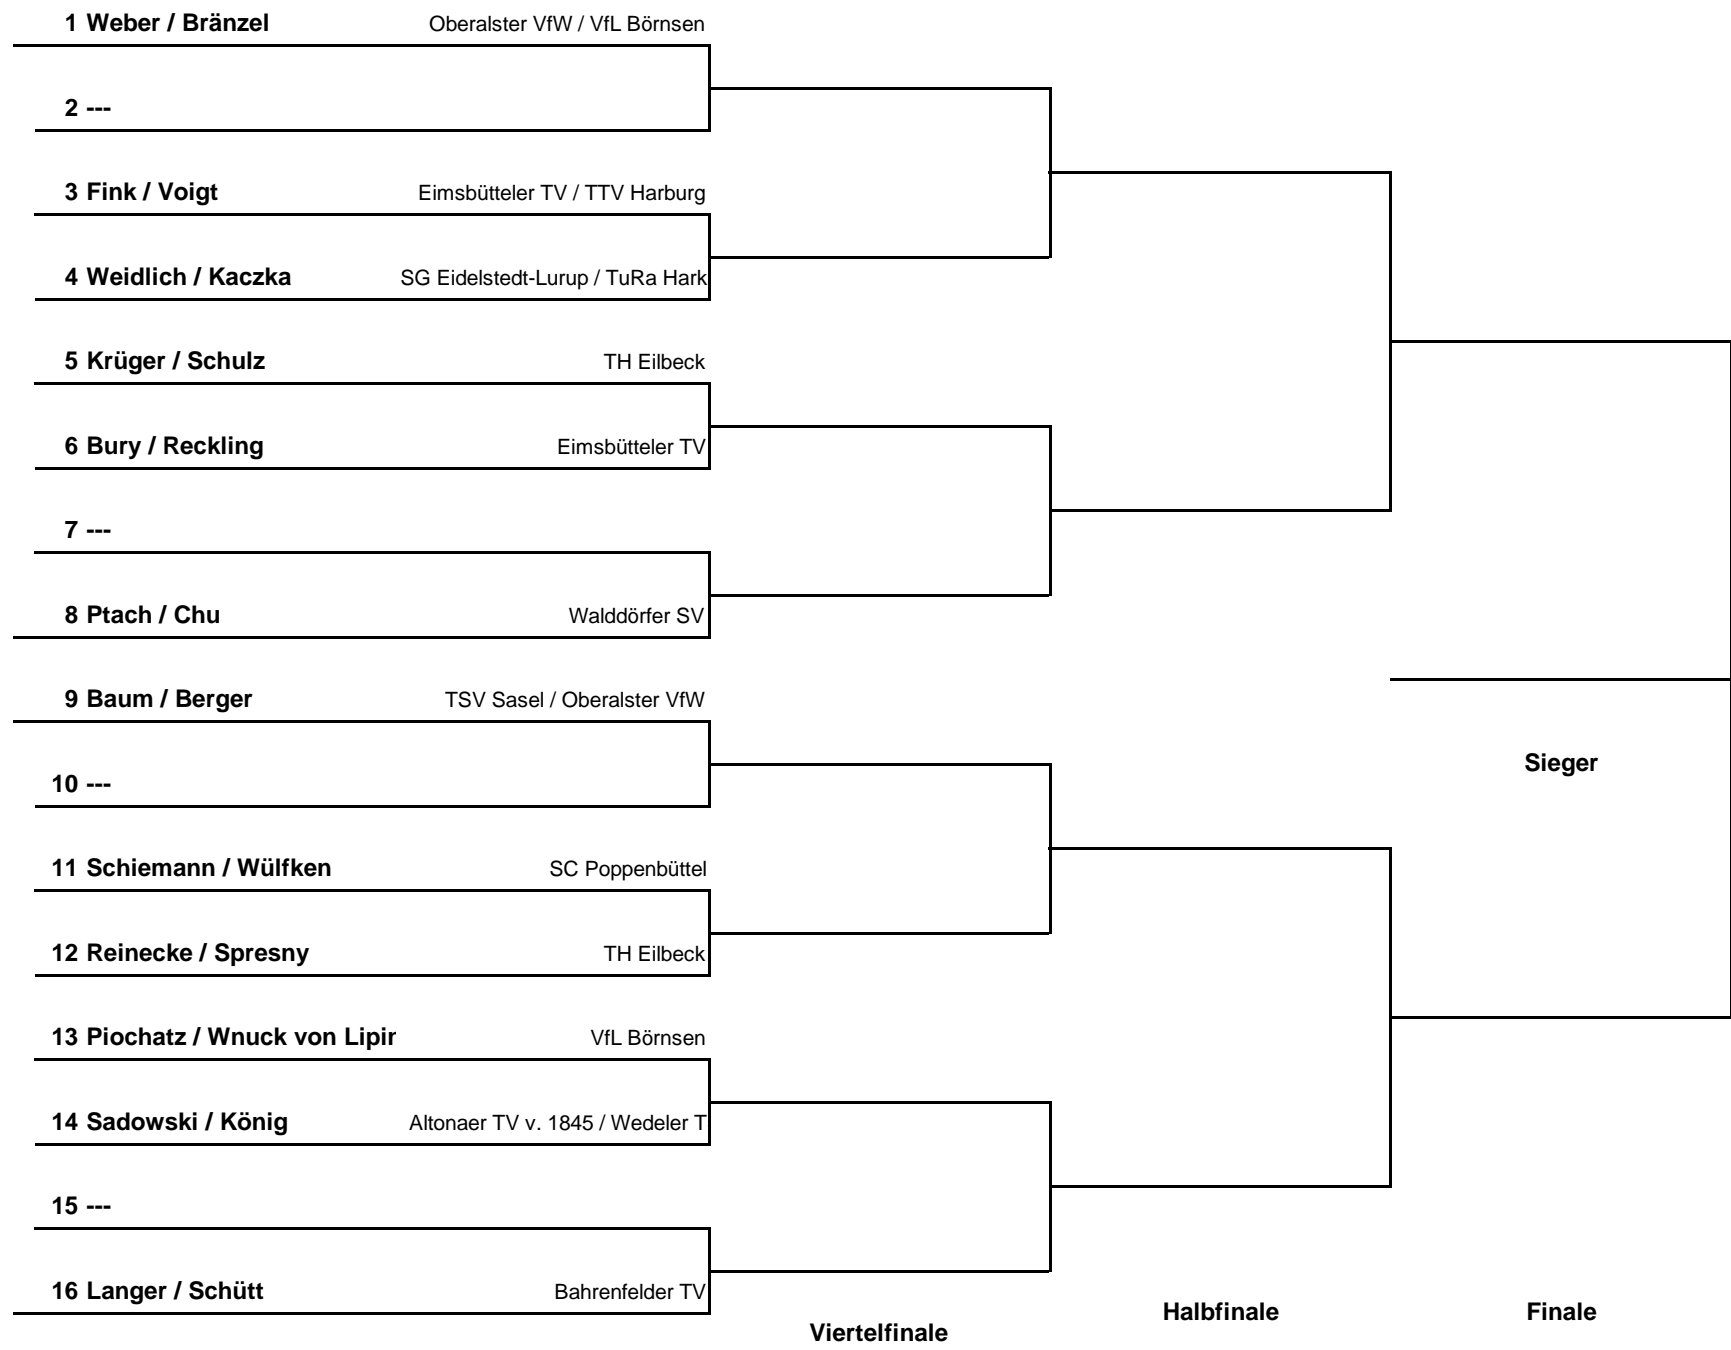 1 Weber / Bränzel Oberalster VfW / VfL Börnsen
2 ---
3 Fink / Voigt Eimsbütteler TV / TTV Harburg
4 Weidlich / Kaczka SG Eidelstedt-Lurup / TuRa Hark
5 Krüger / Schulz TH Eilbeck
6 Bury / Reckling Eimsbütteler TV
7 ---
8 Ptach / Chu Walddörfer SV
9 Baum / Berger TSV Sasel / Oberalster VfW
Sieger
10 ---
11 Schiemann / Wülfken SC Poppenbüttel
12 Reinecke / Spresny TH Eilbeck
13 Piochatz / Wnuck von Lipir VfL Börnsen
14 Sadowski / König Altonaer TV v. 1845 / Wedeler T
15 ---
16 Langer / Schütt Bahrenfelder TV
Viertelfinale Halbfinale Finale